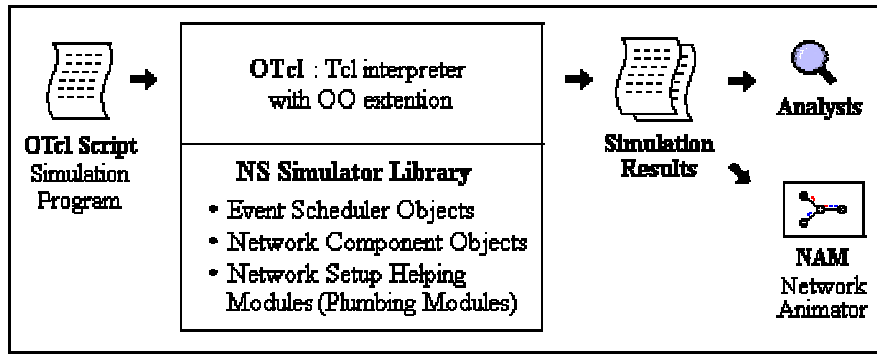 OTcl Script
Simulation
Program
OTcl : Tcl interpreter
with OO extention
NS Simulator Library
• Event Scheduler Objects
• Network Component Objects
• Network Setup Helping
Modules (Plumbing Modules)
Simulation
Results
Analysis
NAM
Network
Animator